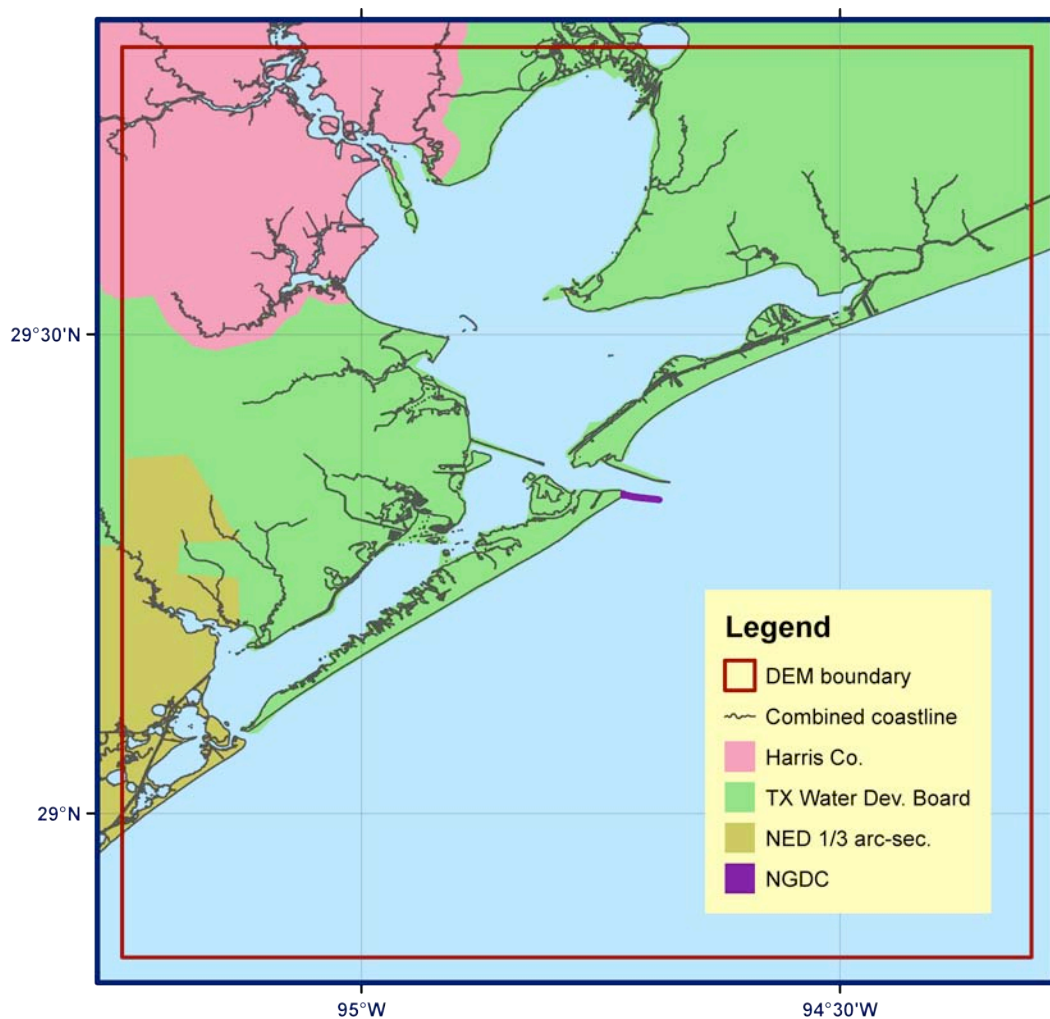 29°30'N
29°N
Legend
DEM boundary
Combined coastline
Harris Co.
TX Water Dev. Board
NED 1/3 arc-sec.
NGDC
95°W
94°30'W